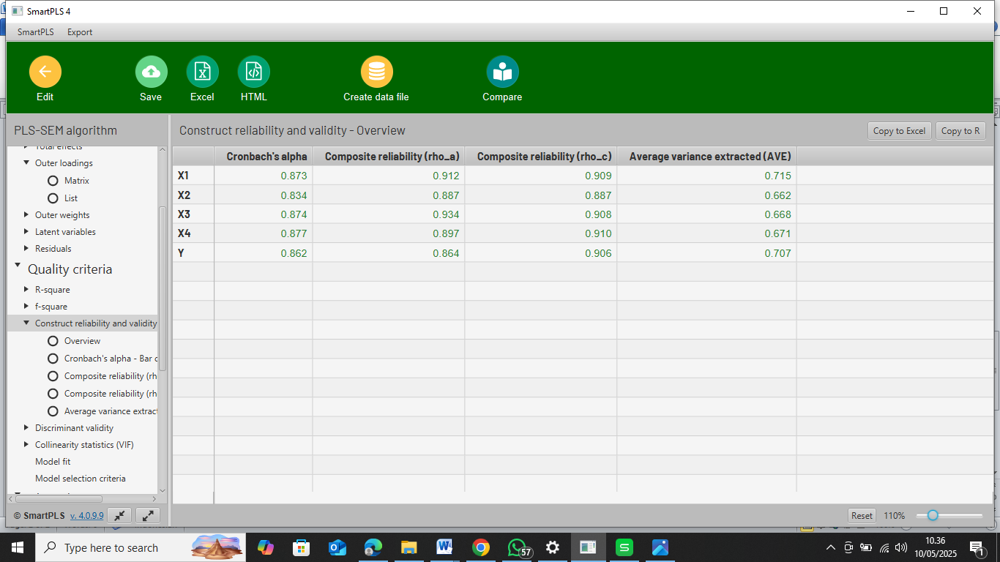 SmartPLS 4
SmartPLS Export
Edit Save Excel HTML Create data file Compare
PLS-SEM algorithm
Total effects
Outer loadings
Matrix
List
Outer weights
Latent variables
Residuals
Quality criteria
R-square
f-square
Construct reliability and validity
Overview
Cronbach's alpha - Bar c
Composite reliability (rh
Composite reliability (rh
Average variance extract
Discriminant validity
Collinearity statistics (VIF)
Model fit
Model selection criteria
© SmartPLS v. 4.0.9.9
Construct reliability and validity - Overview Copy to Excel Copy to R
Cronbach's alpha Composite reliability (rho_a) Composite reliability (rho_c) Average variance extracted (AVE)
X1 0.873 0.912 0.909 0.715
X2 0.834 0.887 0.887 0.662
X3 0.874 0.934 0.908 0.668
X4 0.877 0.897 0.910 0.671
Y 0.862 0.864 0.906 0.707
Reset 110%
Type here to search 57 10.36
10/05/2025 1